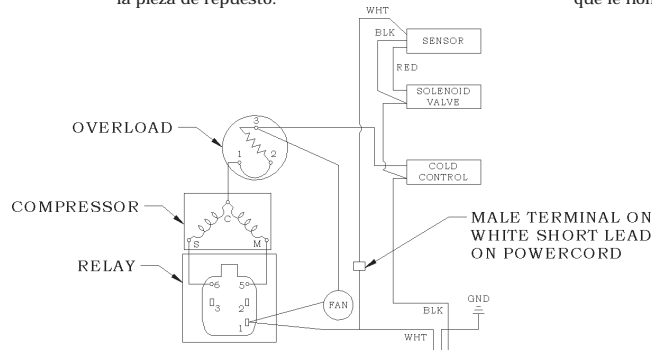 la pieza de repuesto.
que le
WHT
BLK
SENSOR
RED
SOLENOID
VALVE
OVERLOAD
3
1
2
COLD
CONTROL
COMPRESSOR
C
S
M
MALE TERMINAL ON
WHITE SHORT LEAD
ON POWERCORD
RELAY
6
5
3
2
1
FAN
BLK
GND
WHT